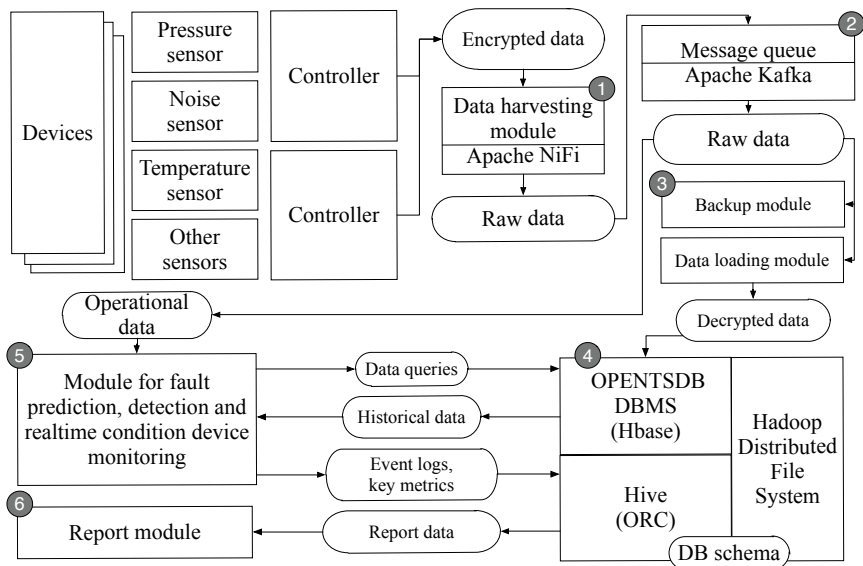 Devices
Pressure
sensor
Noise
sensor
Temperature
sensor
Other
sensors
Controller
Controller
Encrypted data
1
Data harvesting
module
Apache NiFi
Raw data
2
Message queue
Apache Kafka
Raw data
3
Backup module
Data loading module
Decrypted data
Operational
data
5
Module for fault
prediction, detection and
realtime condition device
monitoring
Data queries
Historical data
Event logs,
key metrics
Report data
4
OPENTSDB
DBMS
(Hbase)
Hive
(ORC)
Hadoop
Distributed
File
System
DB schema
6
Report module